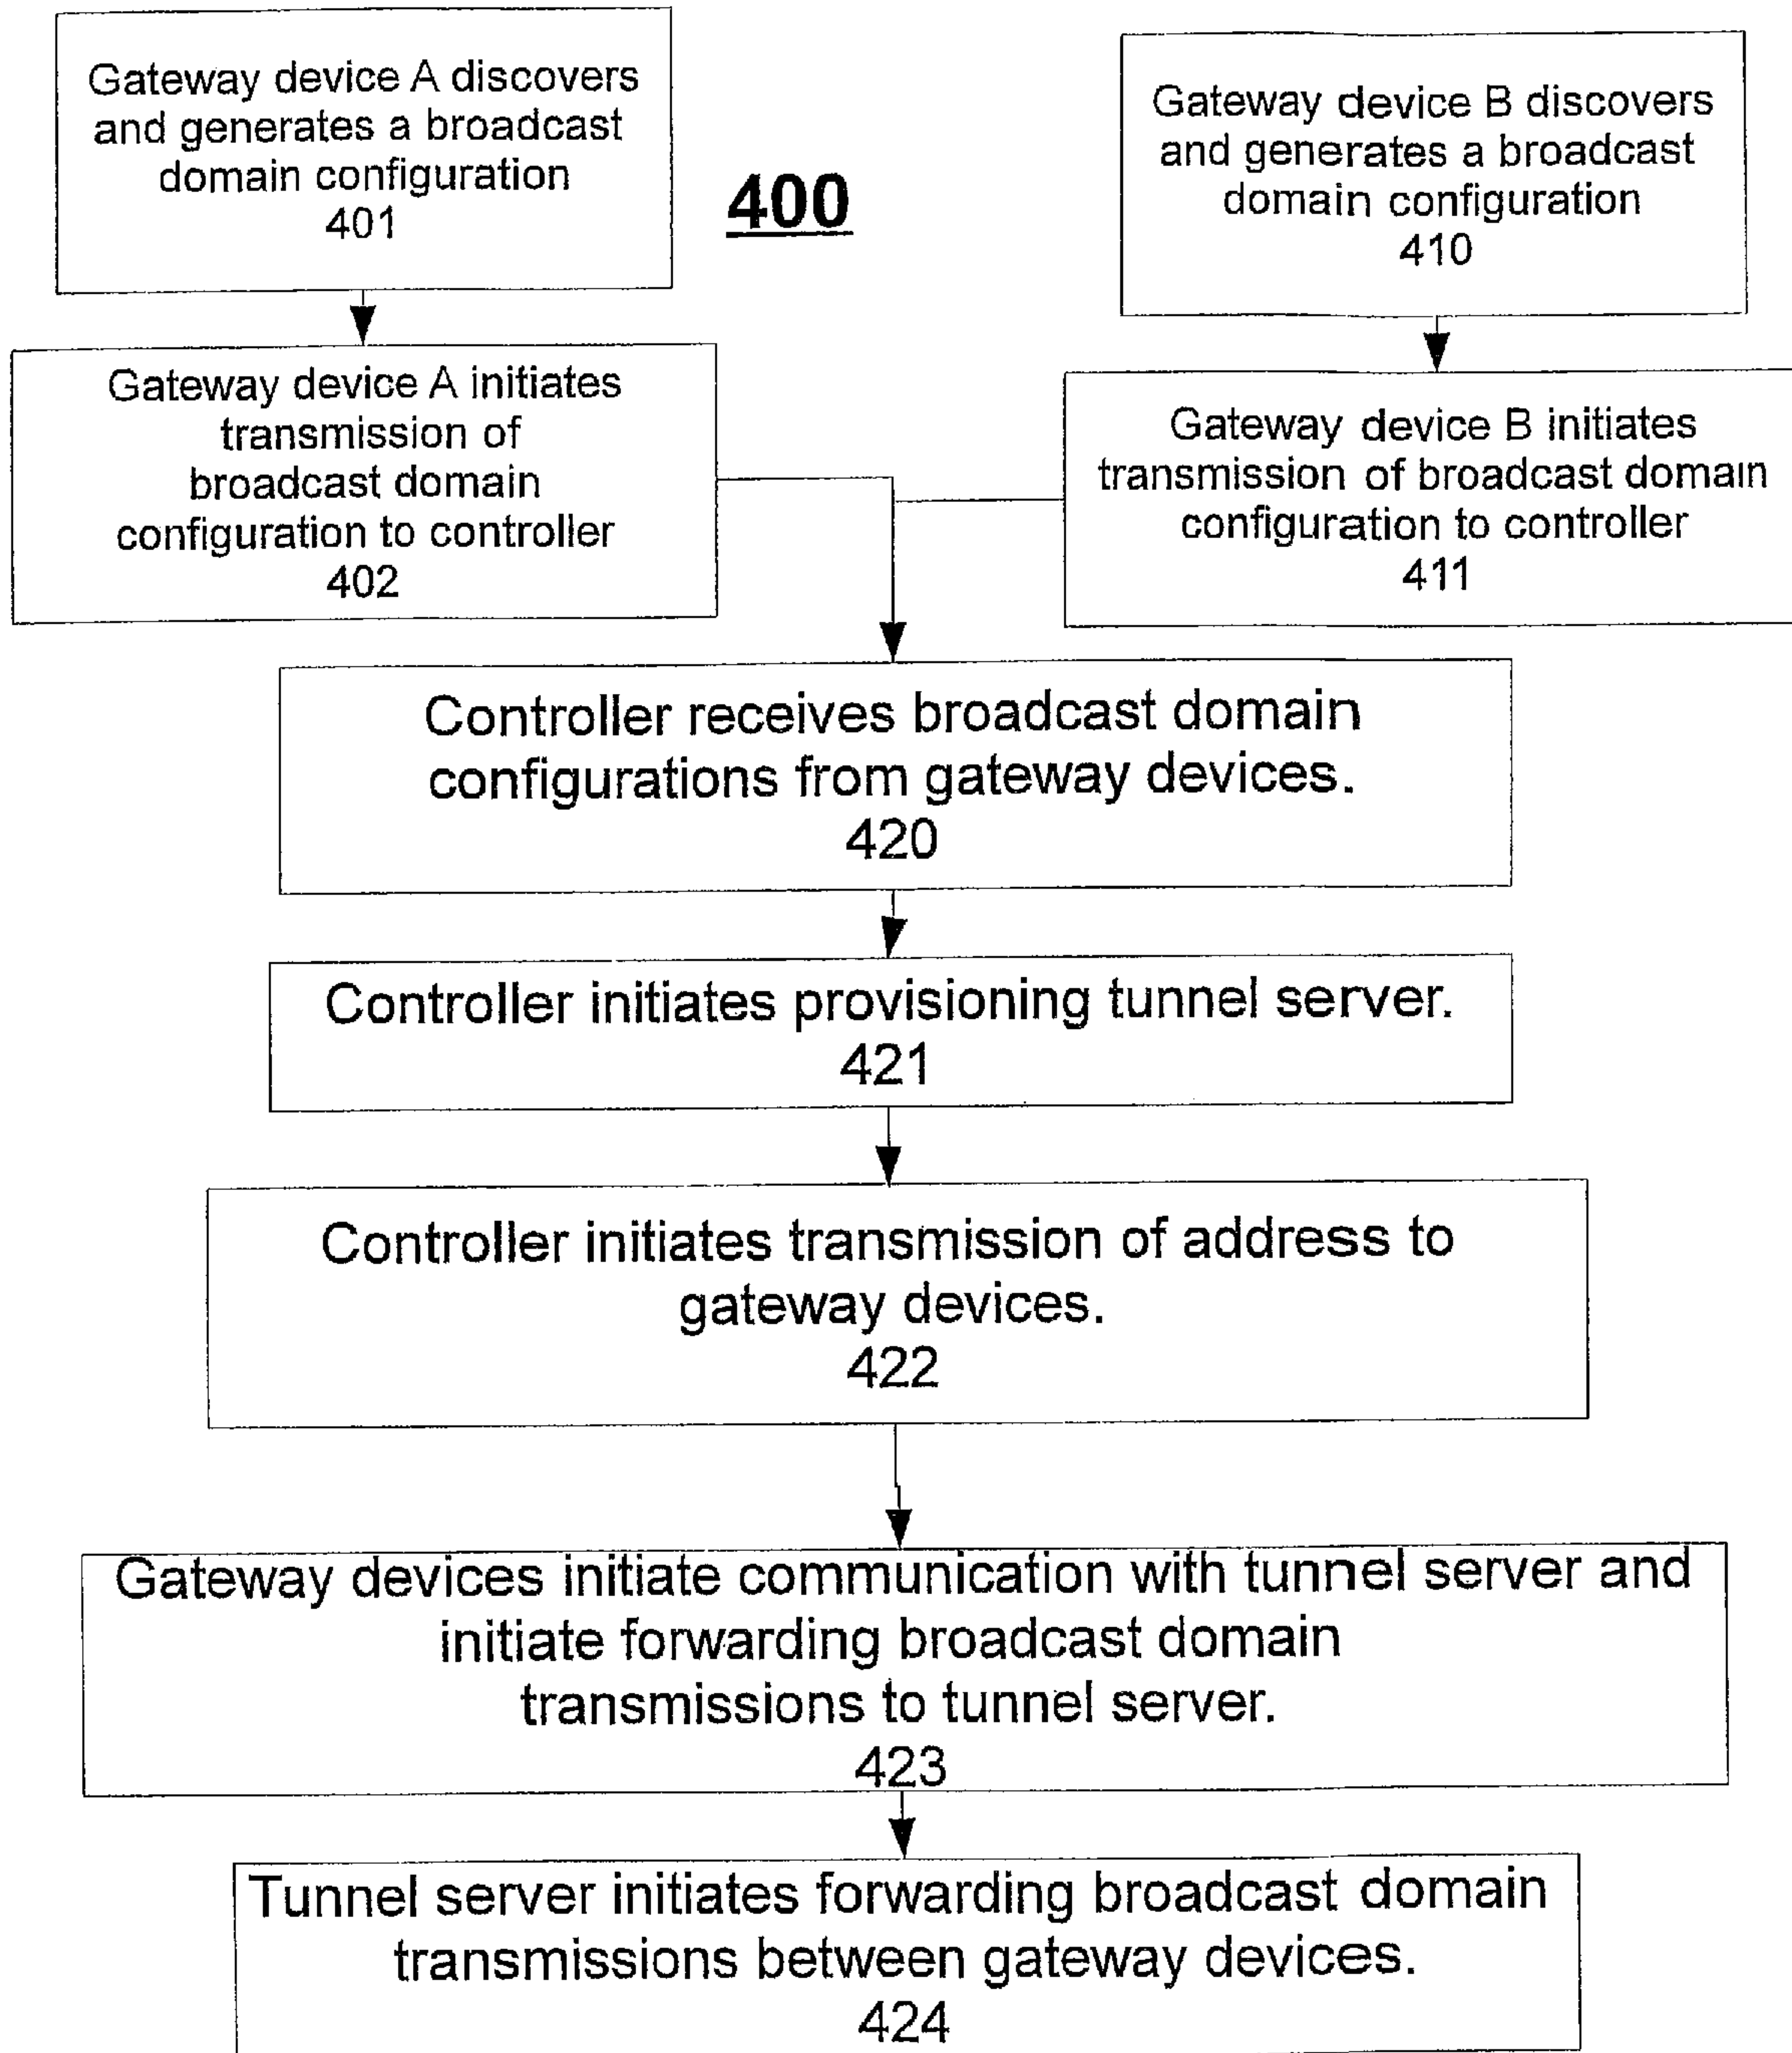 Gateway device A discovers
and generates a broadcast
domain configuration
401
400
Gateway device B discovers
and generates a broadcast
domain configuration
410
Gateway device A initiates
transmission of
broadcast domain
configuration to controller
402
Gateway device B initiates
transmission of broadcast domain
configuration to controller
411
Controller receives broadcast domain
configurations from gateway devices.
420
Controller initiates provisioning tunnel server.
421
Controller initiates transmission of address to
gateway devices.
422
Gateway devices initiate communication with tunnel server and
initiate forwarding broadcast domain
transmissions to tunnel server.
423
Tunnel server initiates forwarding broadcast domain
transmissions between gateway devices.
424